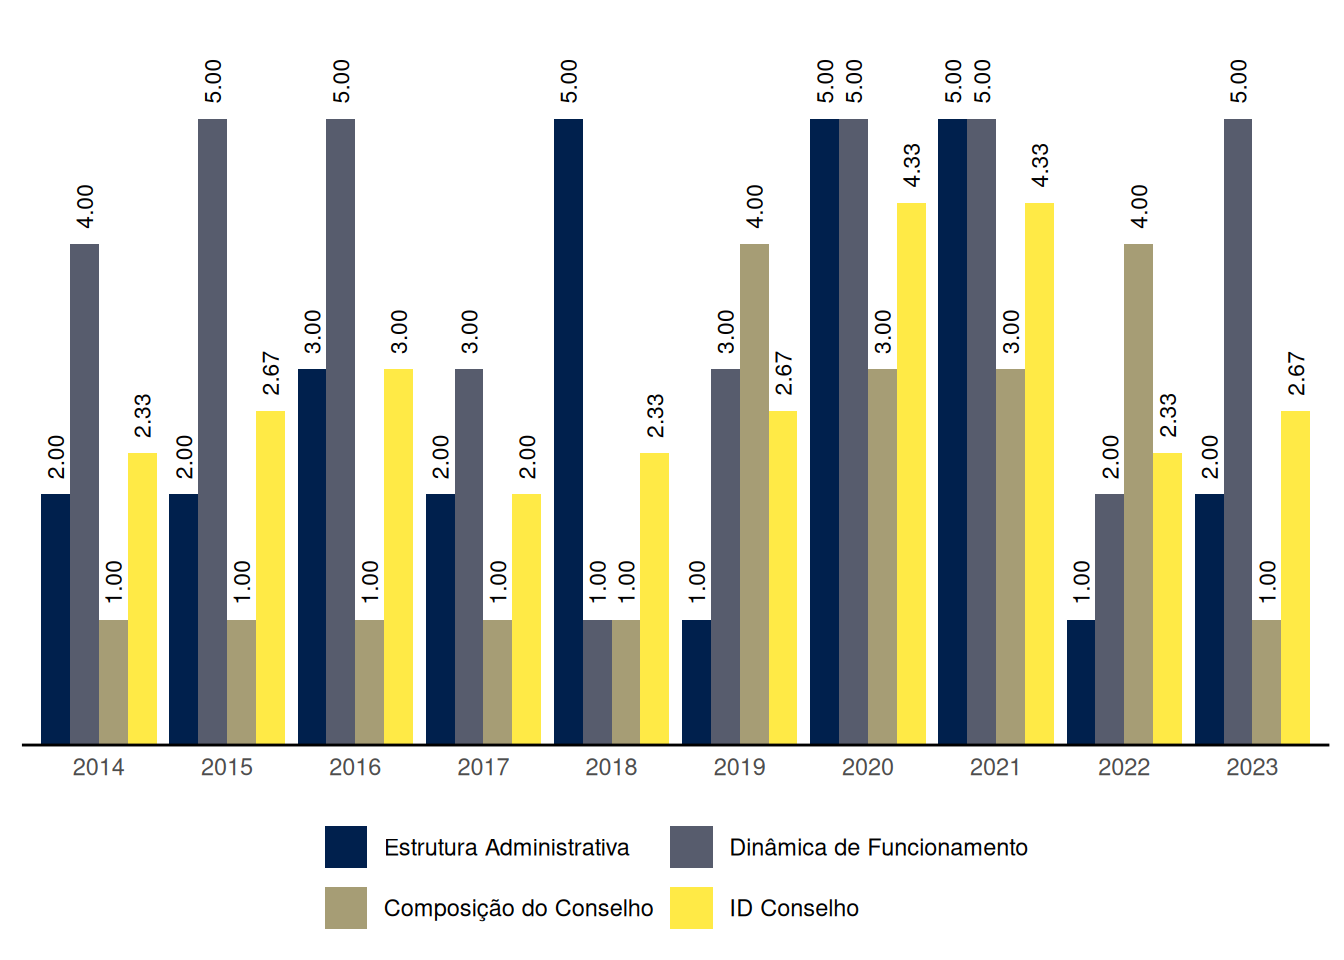 2.00 4.00 1.00 2.33
2.00 5.00 1.00 2.67
3.00 5.00 1.00 3.00
2.00 3.00 1.00 2.00
5.00 1.00 1.00 2.33
1.00 3.00 4.00 2.67
5.00 5.00 3.00 4.33
5.00 5.00 3.00 4.33
1.00 2.00 4.00 2.33
2.00 5.00 1.00 2.67
2014 2015 2016 2017 2018 2019 2020 2021 2022 2023
Estrutura Administrativa Dinâmica de Funcionamento
Composição do Conselho ID Conselho